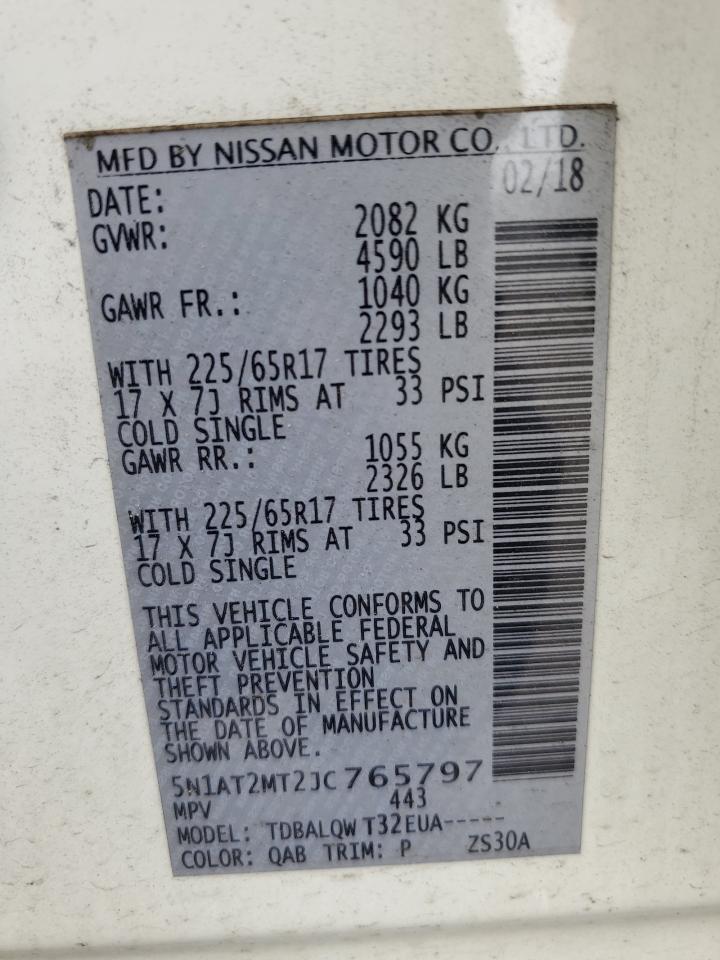 MFD BY NISSAN MOTOR CO., LTD.
DATE: 02/18
GVWR: 2082 KG
4590 LB
GAWR FR.: 1040 KG
2293 LB
WITH 225/65R17 TIRES
17 X 7J RIMS AT 33 PSI
COLD SINGLE
GAWR RR.: 1055 KG
2326 LB
WITH 225/65R17 TIRES
17 X 7J RIMS AT 33 PSI
COLD SINGLE
THIS VEHICLE CONFORMS TO
ALL APPLICABLE FEDERAL
MOTOR VEHICLE SAFETY AND
THEFT PREVENTION
STANDARDS IN EFFECT ON
THE DATE OF MANUFACTURE
SHOWN ABOVE.
5N1AT2MT2JC765797
MPV 443
MODEL: TDBALQW T32EUA-----
COLOR: QAB TRIM: P ZS30A